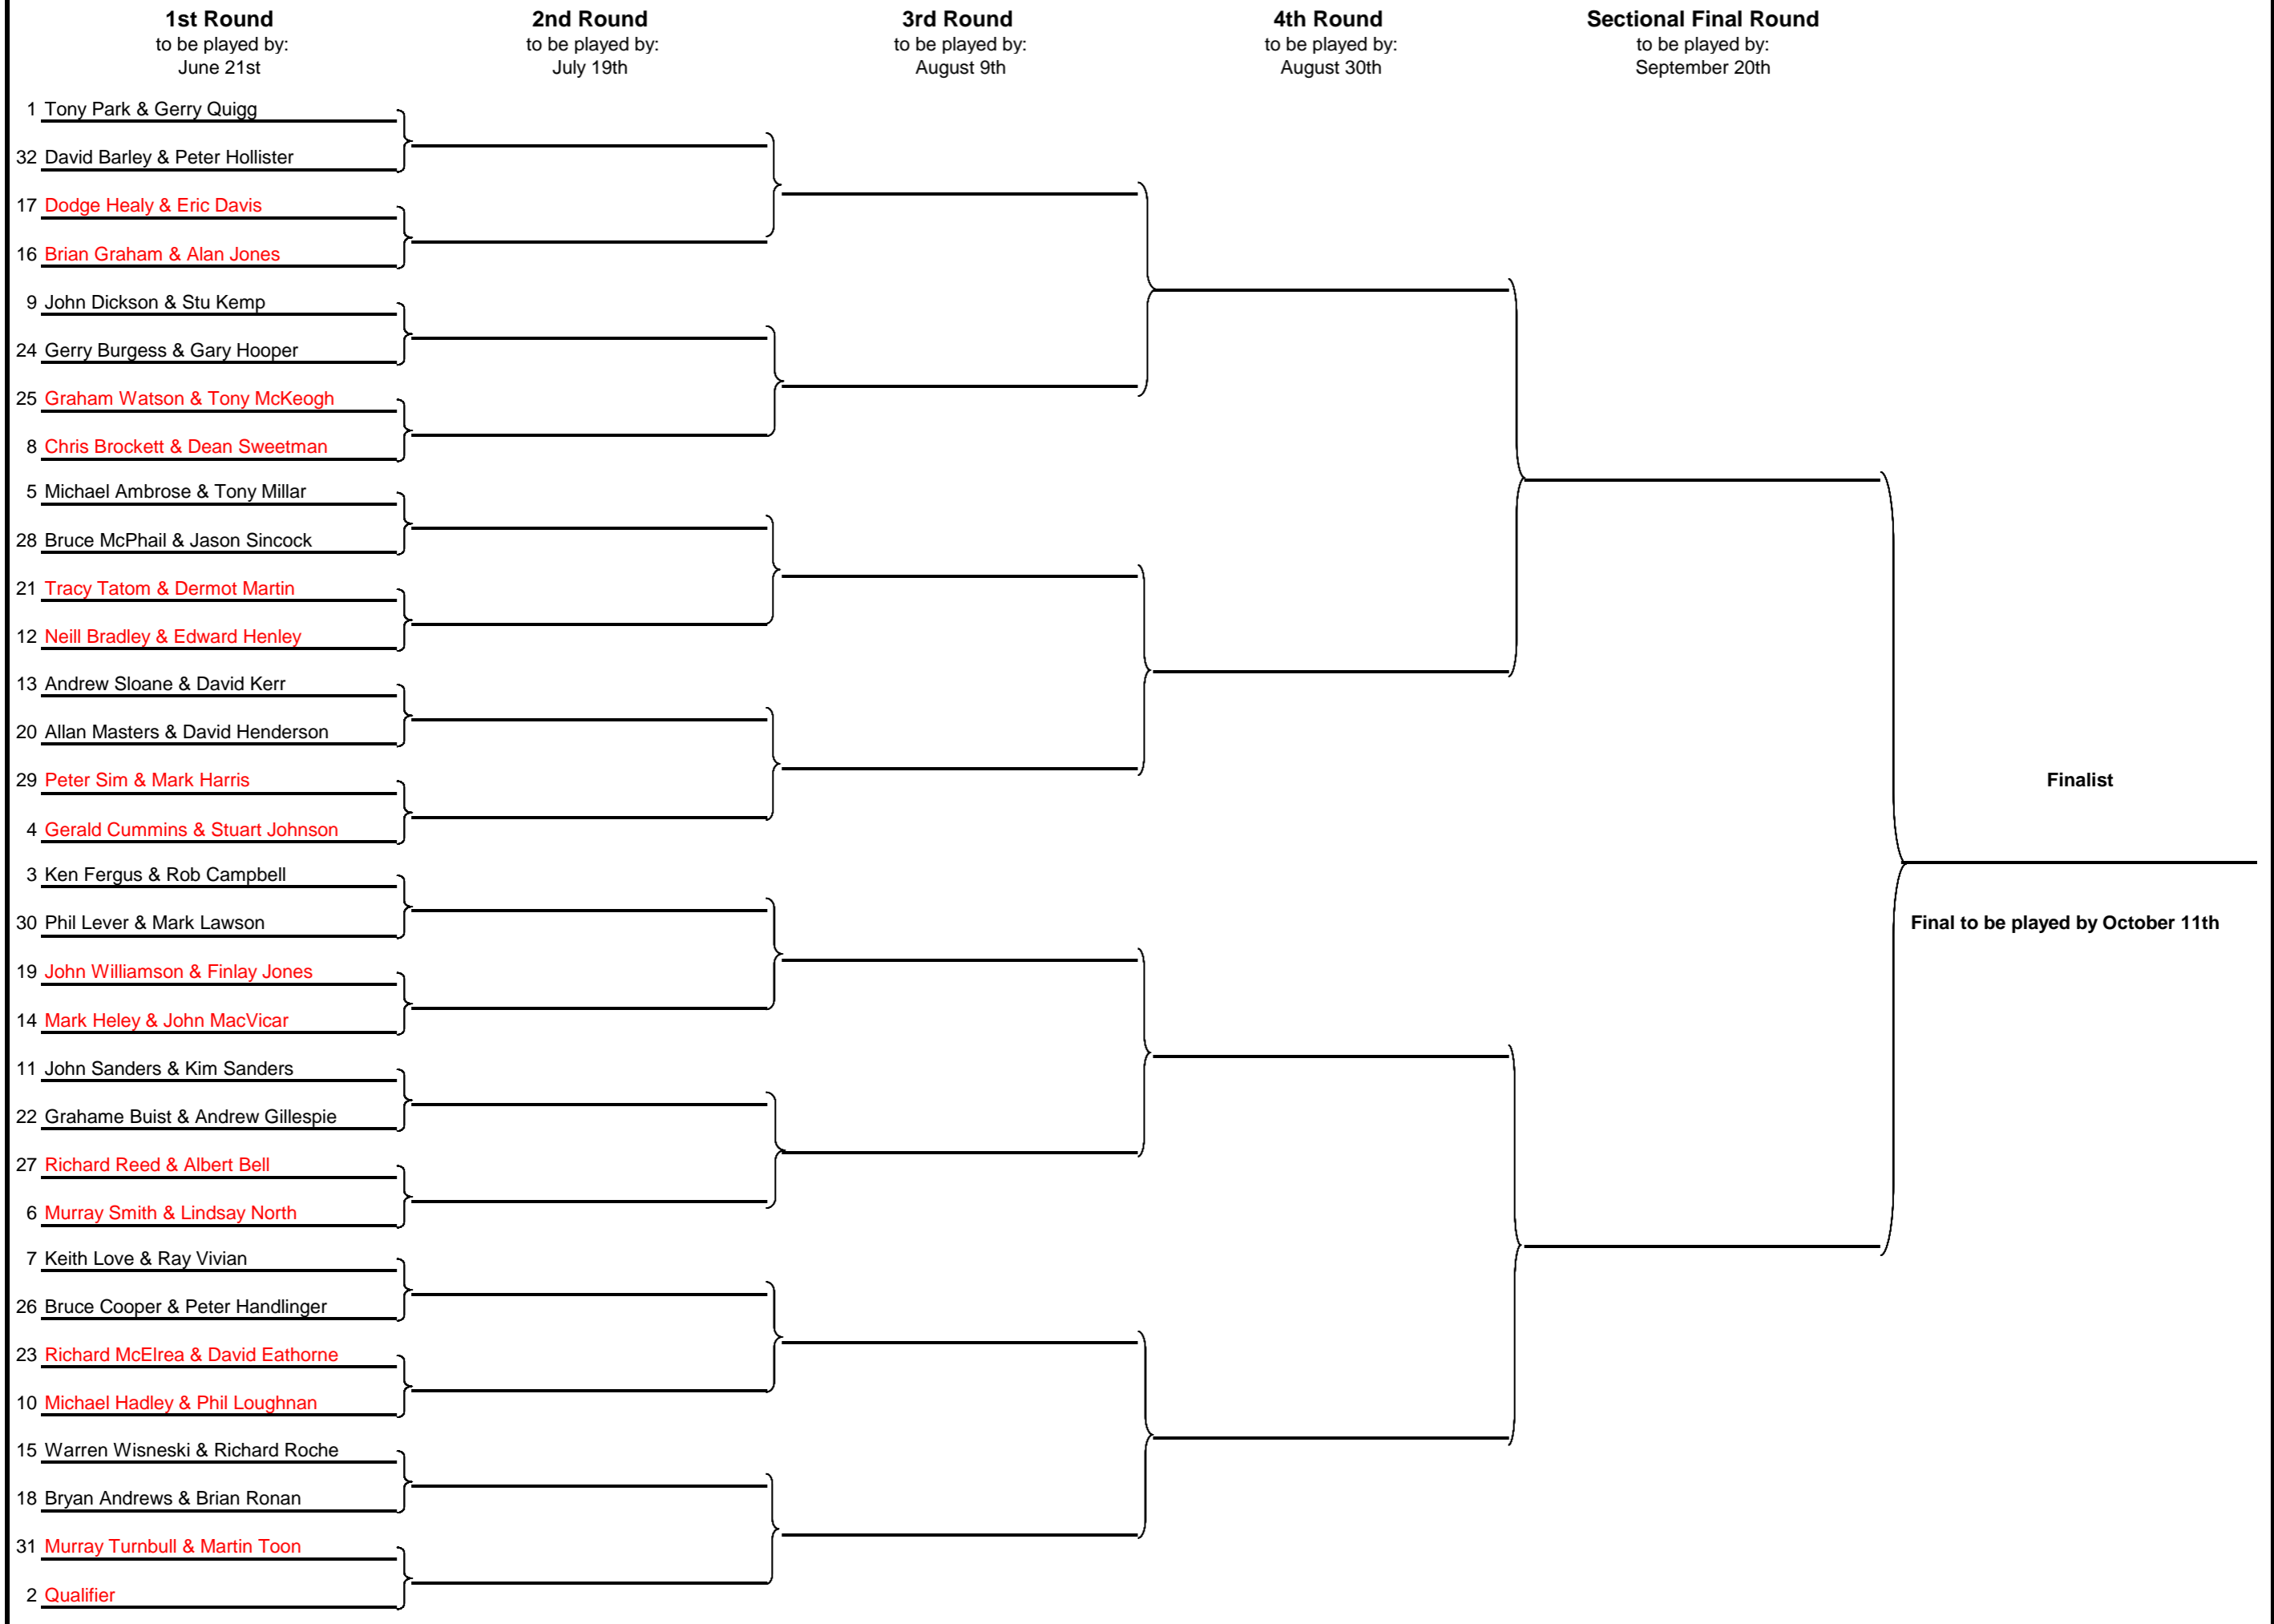 1st Round
to be played by:
June 21st
2nd Round
to be played by:
July 19th
3rd Round
to be played by:
August 9th
4th Round
to be played by:
August 30th
Sectional Final Round
to be played by:
September 20th
1 Tony Park & Gerry Quigg
32 David Barley & Peter Hollister
17 Dodge Healy & Eric Davis
16 Brian Graham & Alan Jones
9 John Dickson & Stu Kemp
24 Gerry Burgess & Gary Hooper
25 Graham Watson & Tony McKeogh
8 Chris Brockett & Dean Sweetman
5 Michael Ambrose & Tony Millar
28 Bruce McPhail & Jason Sincock
21 Tracy Tatom & Dermot Martin
12 Neill Bradley & Edward Henley
13 Andrew Sloane & David Kerr
20 Allan Masters & David Henderson
29 Peter Sim & Mark Harris
4 Gerald Cummins & Stuart Johnson
3 Ken Fergus & Rob Campbell
30 Phil Lever & Mark Lawson
19 John Williamson & Finlay Jones
14 Mark Heley & John MacVicar
11 John Sanders & Kim Sanders
22 Grahame Buist & Andrew Gillespie
27 Richard Reed & Albert Bell
6 Murray Smith & Lindsay North
7 Keith Love & Ray Vivian
26 Bruce Cooper & Peter Handlinger
23 Richard McElrea & David Eathorne
10 Michael Hadley & Phil Loughnan
15 Warren Wisneski & Richard Roche
18 Bryan Andrews & Brian Ronan
31 Murray Turnbull & Martin Toon
2 Qualifier
Finalist
Final to be played by October 11th